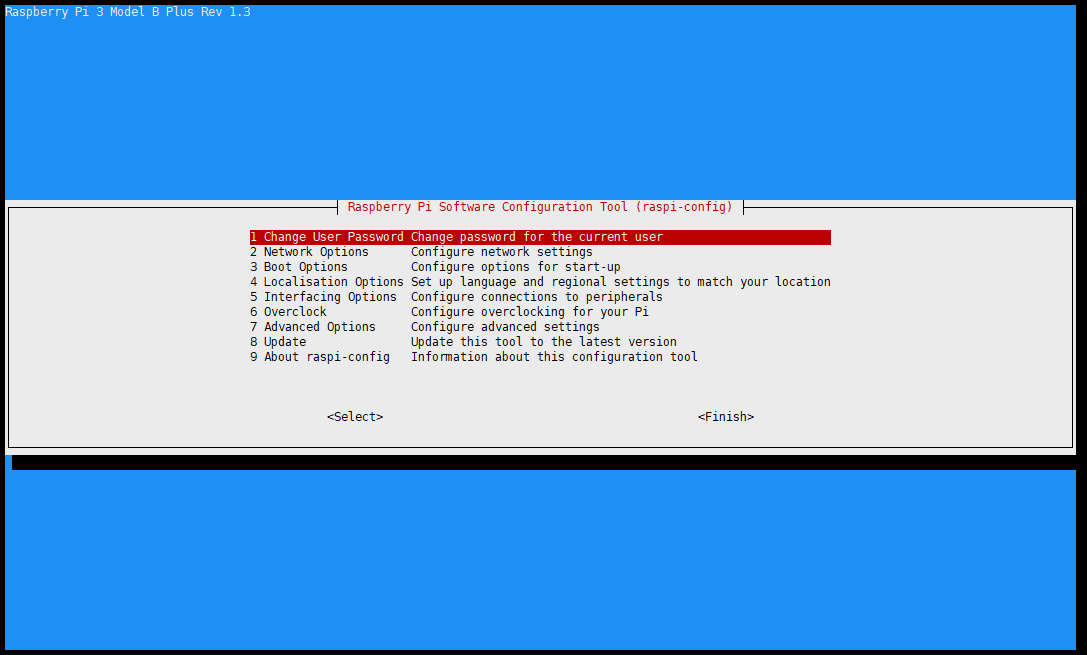 Raspberry Pi 3 Model B Plus Rev 1.3
Raspberry Pi Software Configuration Tool (raspi-config)
1 Change User Password Change password for the current user
2 Network Options Configure network settings
3 Boot Options Configure options for start-up
4 Localisation Options Set up language and regional settings to match your location
5 Interfacing Options Configure connections to peripherals
6 Overclock Configure overclocking for your Pi
7 Advanced Options Configure advanced settings
8 Update Update this tool to the latest version
9 About raspi-config Information about this configuration tool
<Select> <Finish>